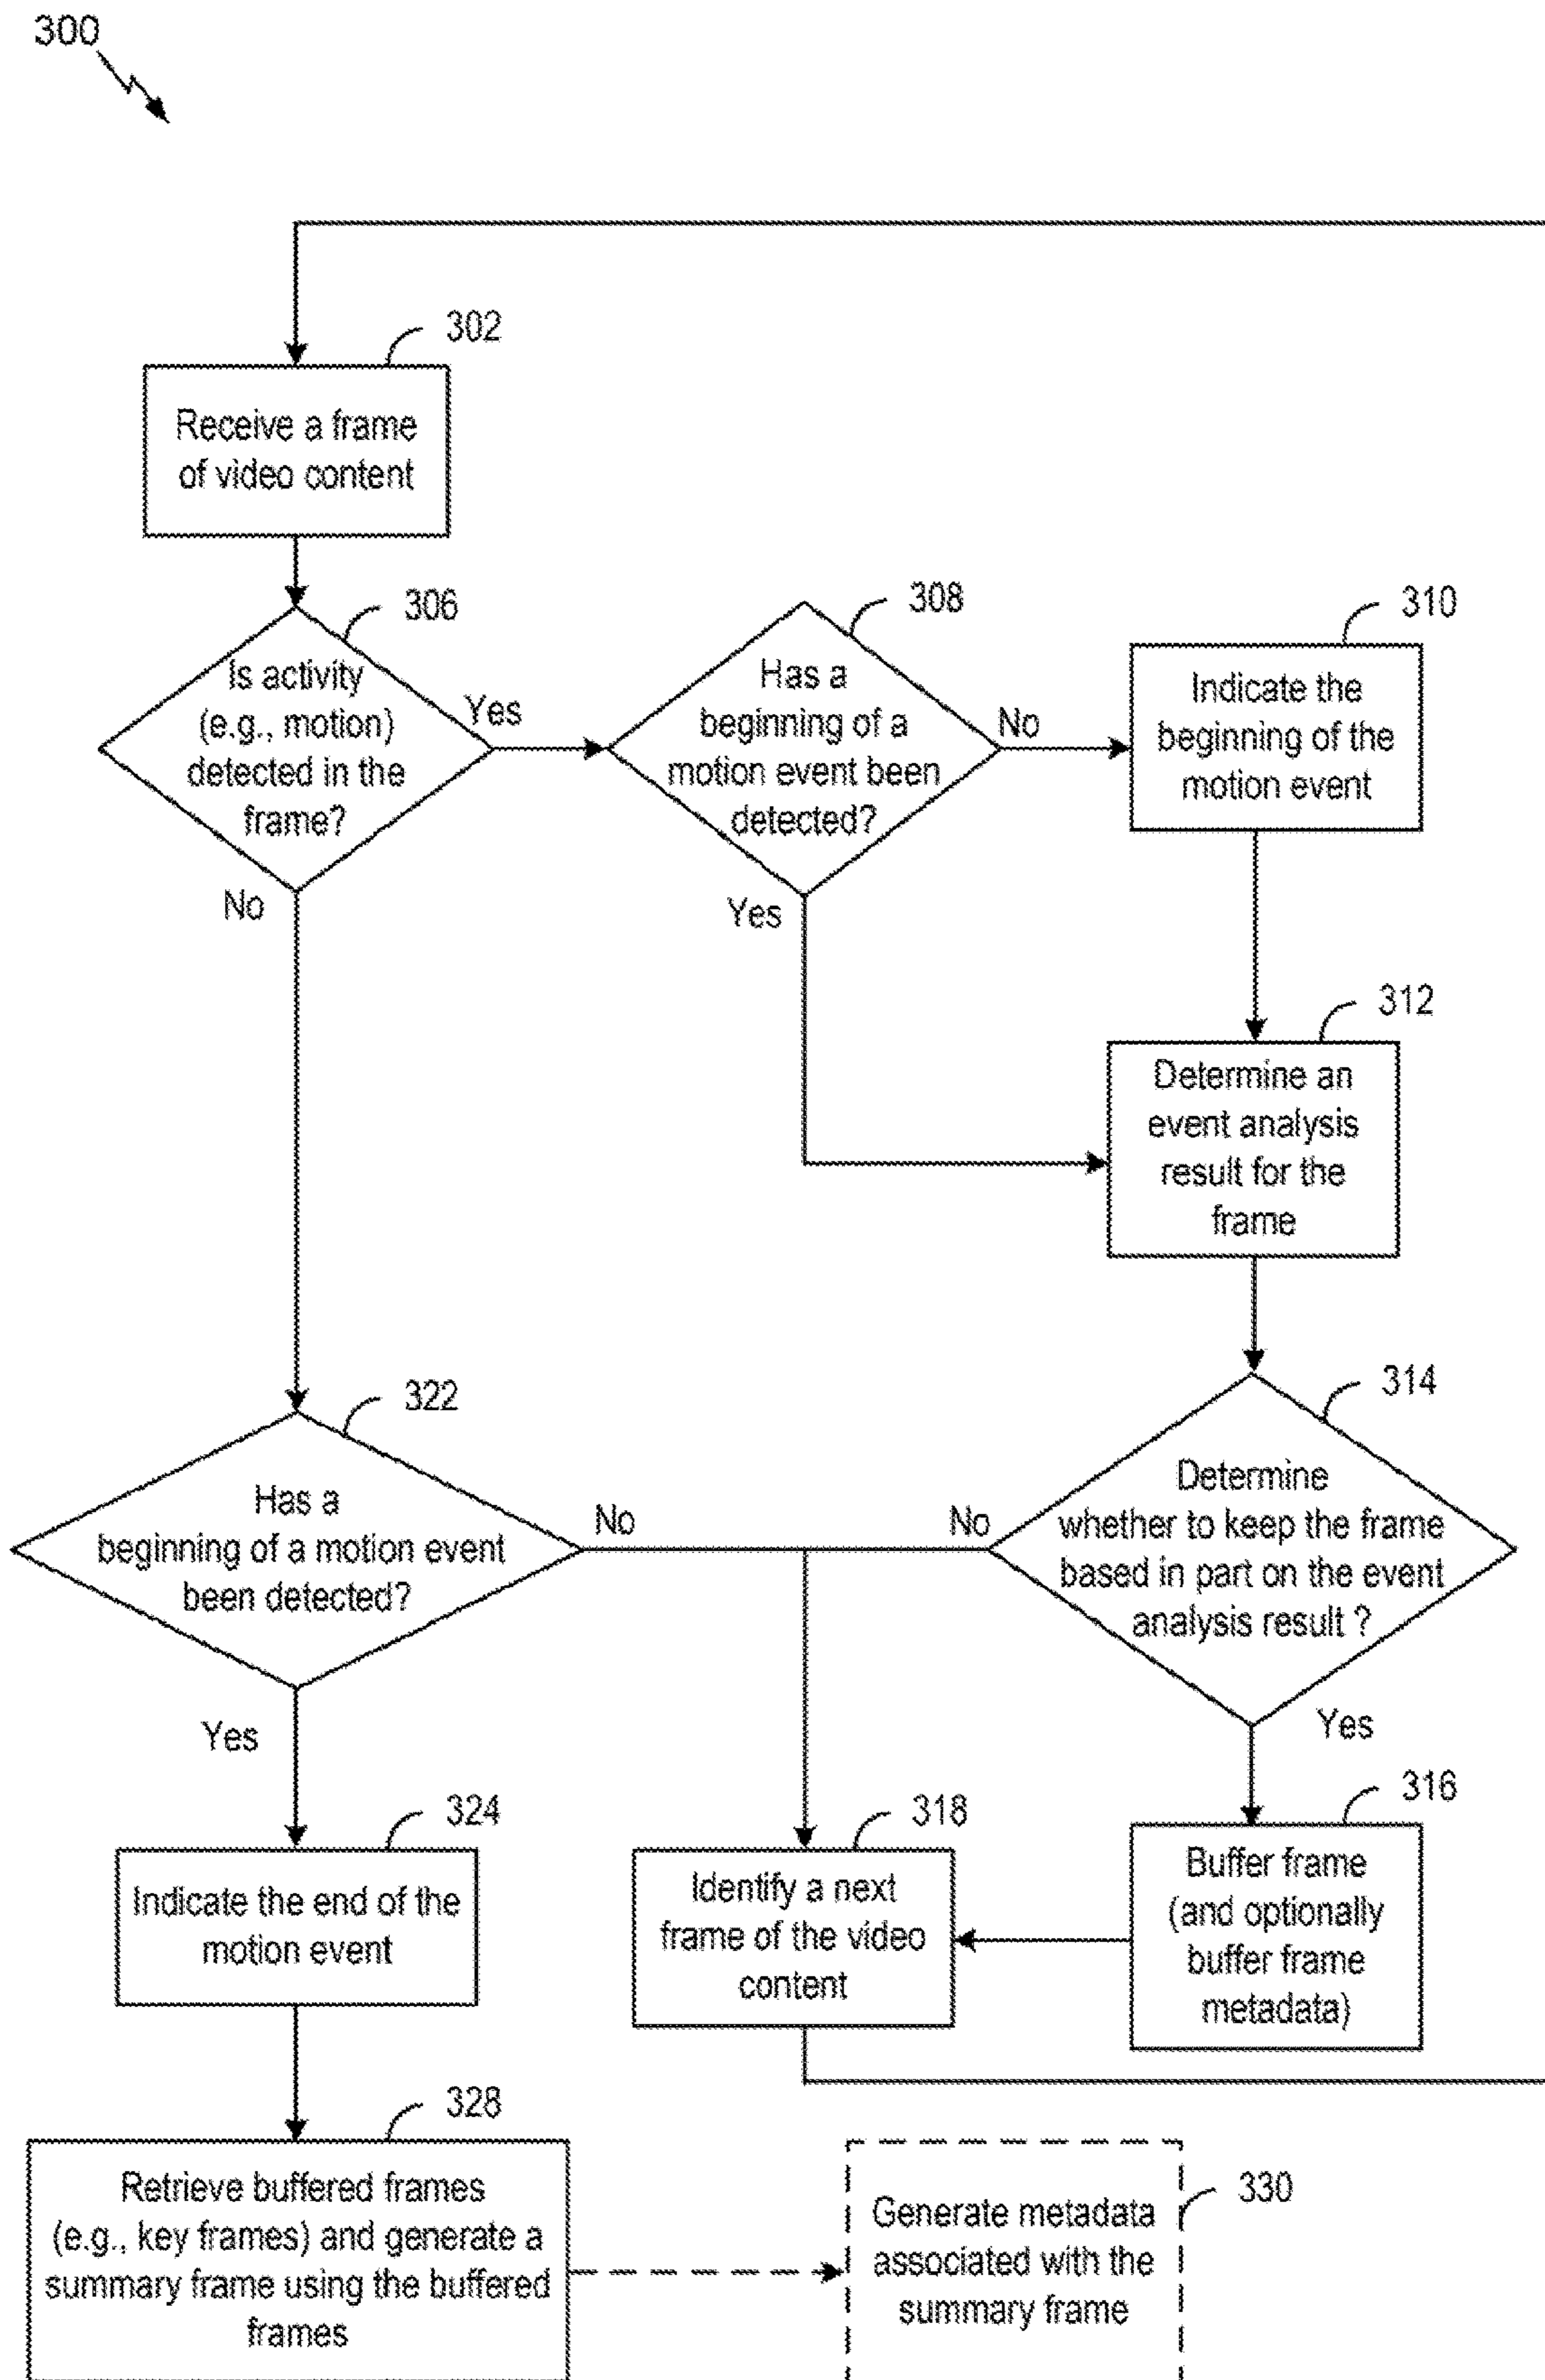 300
302
Receive a frame
of video content
306
Is activity
(e.g., motion)
detected in the
frame?
Yes
No
308
Has a
beginning of a
motion event been
detected?
No
Yes
310
Indicate the
beginning of the
motion event
312
Determine an
event analysis
result for the
frame
314
Determine
whether to keep the frame
based in part on the event
analysis result ?
No
Yes
322
Has a
beginning of a motion event
been detected?
No
Yes
316
Buffer frame
(and optionally
buffer frame
metadata)
318
Identify a next
frame of the video
content
324
Indicate the end of the
motion event
328
Retrieve buffered frames
(e.g., key frames) and generate a
summary frame using the buffered
frames
330
Generate metadata
associated with the
summary frame